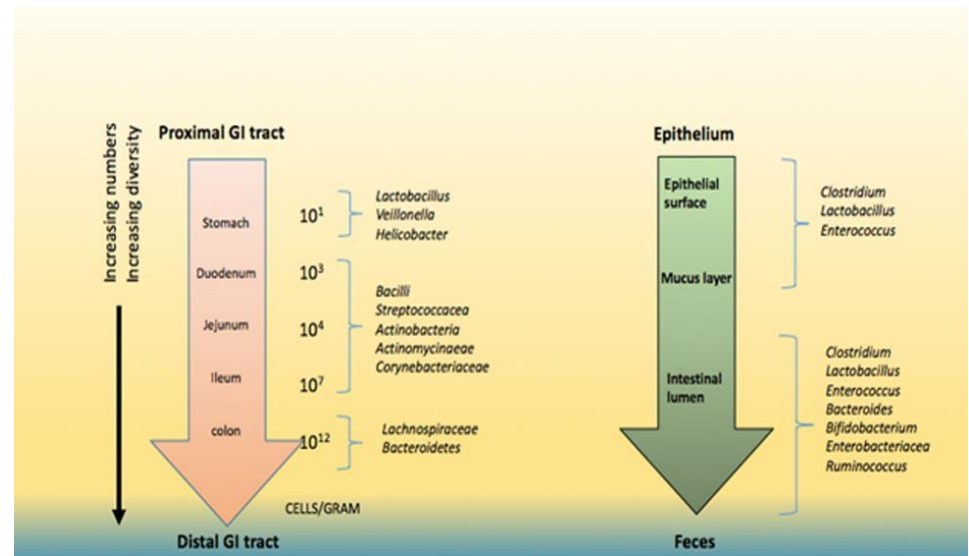 Increasing numbers
Increasing diversity
Proximal GI tract
Stomach
10¹
Lactobacillus
Veillonella
Helicobacter
Duodenum
10³
Jejunum
10⁴
Ileum
10⁷
Bacilli
Streptococcacea
Actinobacteria
Actinomycinaeae
Corynebacteriaceae
colon
10¹²
Lachnospiraceae
Bacteroidetes
CELLS/GRAM
Distal GI tract
Epithelium
Epithelial
surface
Mucus layer
Clostridium
Lactobacillus
Enterococcus
Intestinal
lumen
Clostridium
Lactobacillus
Enterococcus
Bacteroides
Bifidobacterium
Enterobacteriacea
Ruminococcus
Feces